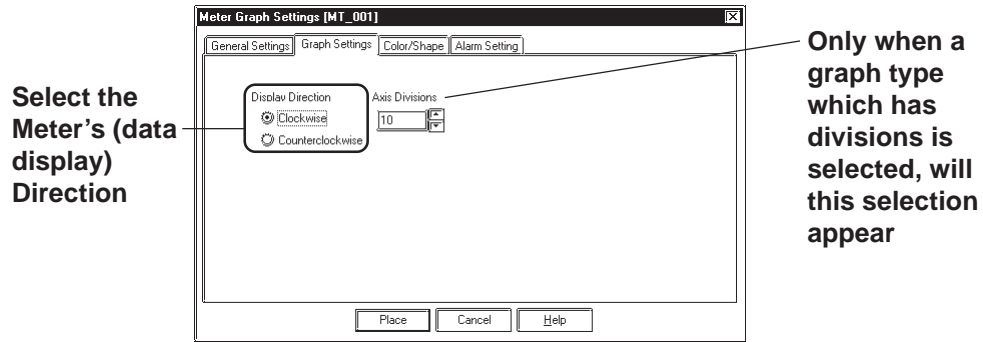 Meter Graph Settings [MT_001]
General Settings Graph Settings Color/Shape Alarm Setting
Select the
Meter's (data
display)
Direction
Display Direction
Clockwise
Counterclockwise
Axis Divisions
10
Only when a
graph type
which has
divisions is
selected, will
this selection
appear
Place Cancel Help